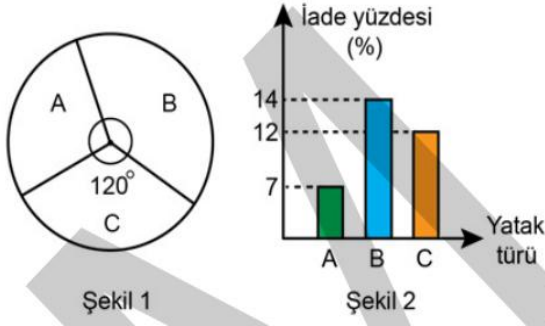 A
B
120°
C
Şekil 1
İade yüzdesi
(%)
14
12
7
A B C
Yatak
türü
Şekil 2